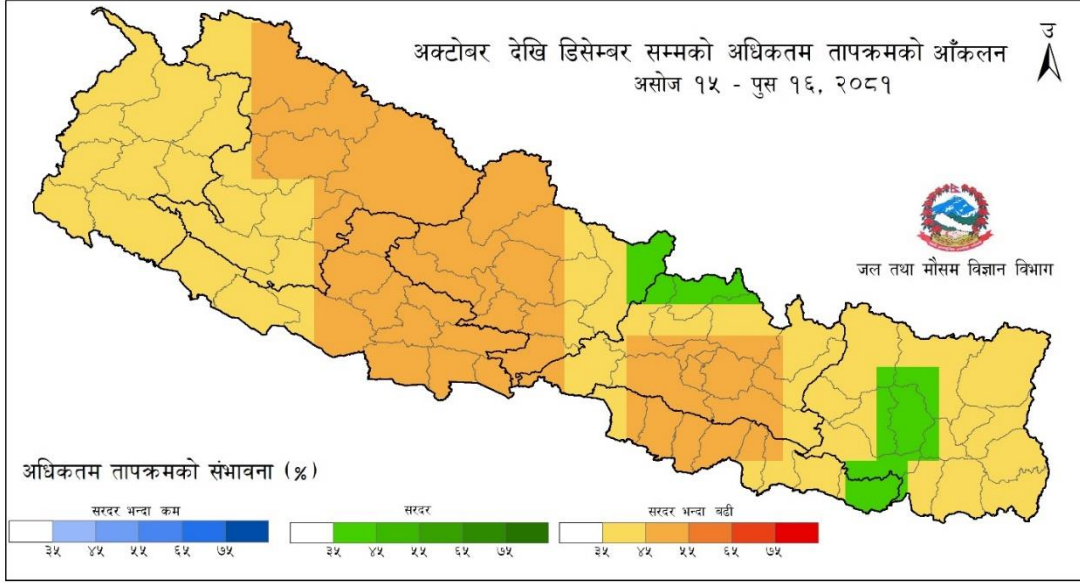 अक्टोबर देखि डिसेम्बर सम्मको अधिकतम तापक्रमको आँकलन
असोज १५ - पुस १६, २०८१
उ
जल तथा मौसम विज्ञान विभाग
अधिकतम तापक्रमको संभावना (%)
सरदर भन्दा कम
३५ ४५ ५५ ६५ ७५
सरदर
३५ ४५ ५५ ६५ ७५
सरदर भन्दा बढी
३५ ४५ ५५ ६५ ७५